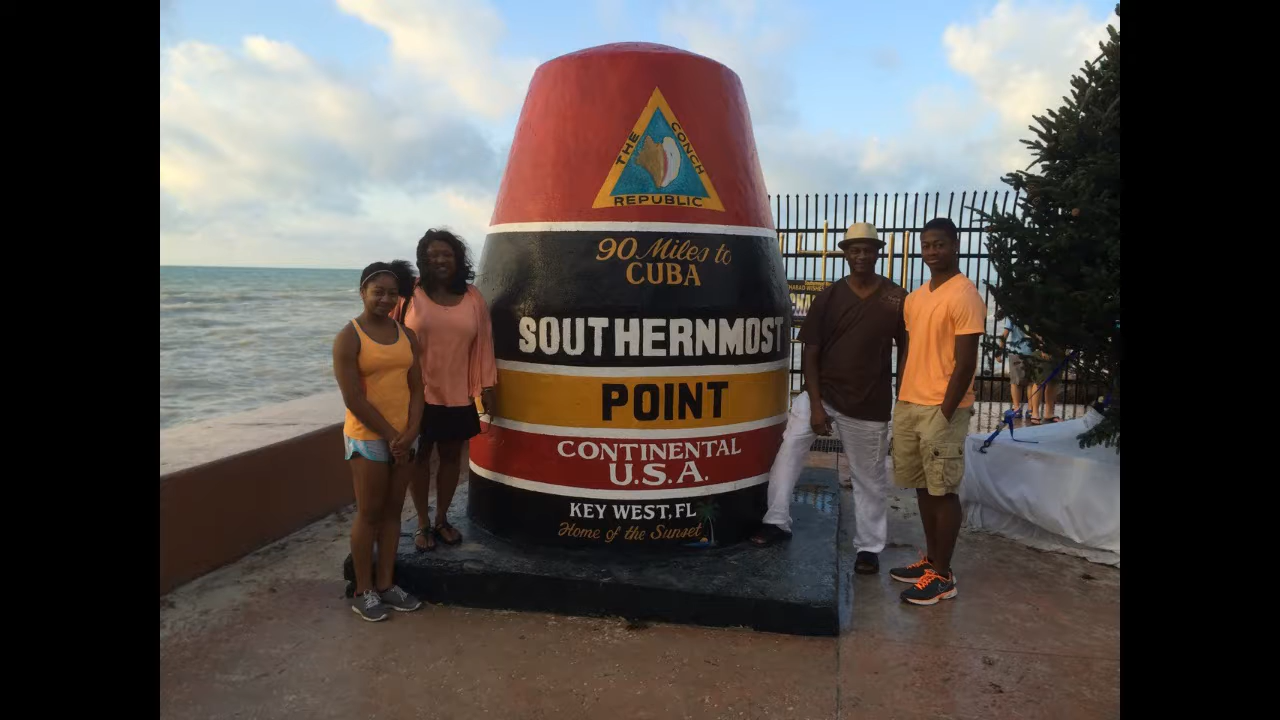 THE CONCH
REPUBLIC
90 Miles to
CUBA
SOUTHERNMOST
POINT
CONTINENTAL
U.S.A.
KEY WEST, FL
Home of the Sunset